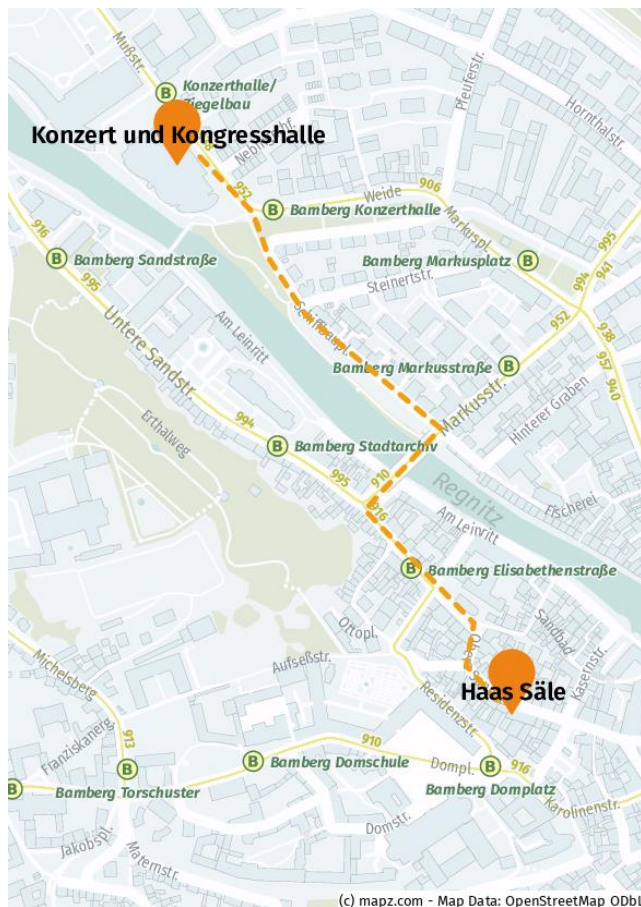 Mußstr.
Pfeuferstr.
Hornthalstr.
B Konzerthalle/
Ziegelbau
Konzert und Kongresshalle
952
Weide
906
Markuspl.
B Bamberg Konzerthalle
916
B Bamberg Sandstraße
Bamberg Markusplatz B
995
994
941
995
Steinertstr.
Untere Sandstr.
Am Leinritt
952
938
957
940
Bamberg Markusstraße B
Markusstr.
Hinterer Graben
Erthalweg
994
B Bamberg Stadtarchiv
995
910
916
Regnitz
Fischerei
Am Leinritt
B Bamberg Elisabethenstraße
Sandbad
Kasernstr.
Ottopl.
Aufseßstr.
Michelsberg
Haas Säle
Residenzstr.
Franziskanerg.
913
910
B Bamberg Domschule
Dompl.
B
916
B Bamberg Torschuster
B
Bamberg Domplatz
Karolinenstr.
Domstr.
Jakobspl.
Maternstr.
(c) mapz.com - Map Data: OpenStreetMap ODbL